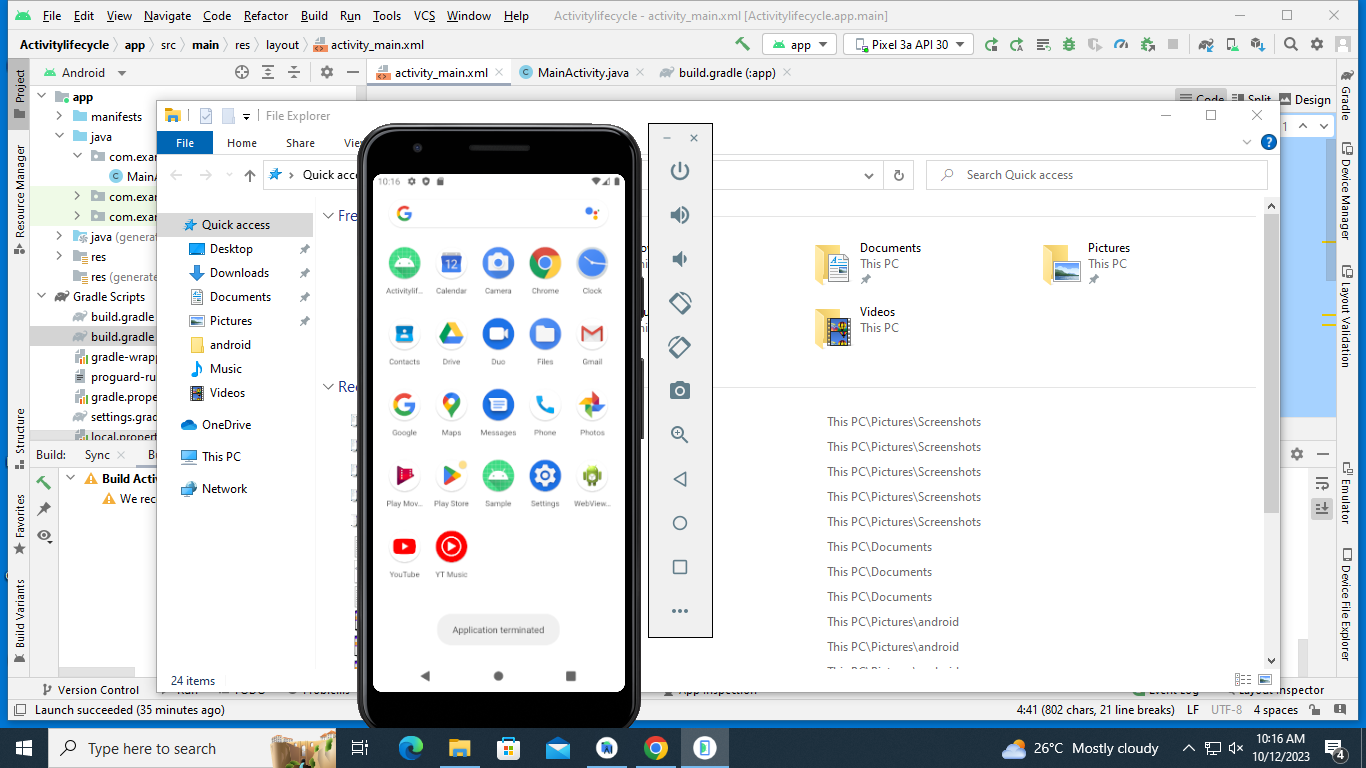 File Edit View Navigate Code Refactor Build Run Tools VCS Window Help Activitylifecycle - activity_main.xml [Activitylifecycle.app.main]
Activitylifecycle app src main res layout activity_main.xml
app Pixel 3a API 30
Android
activity_main.xml MainActivity.java build.gradle (:app)
Code Split Design
Project
Resource Manager
Structure
Favorites
Build Variants
app
manifests
java
com.exa
MainA
com.exar
com.exar
java (genera
res
res (generate
Gradle Scripts
build.gradle
build.gradle
gradle-wrapp
proguard-ru
gradle.prope
settings.grad
local.propert
Build: Sync
Build Acti
We rec
File Explorer
File Home Share
Quick acce
Search Quick access
Quick access
Desktop
Downloads
Documents
Pictures
android
Music
Videos
OneDrive
This PC
Network
24 items
Fre
Rec
Documents
This PC
Pictures
This PC
Videos
This PC
This PC\Pictures\Screenshots
This PC\Pictures\Screenshots
This PC\Pictures\Screenshots
This PC\Pictures\Screenshots
This PC\Pictures\Screenshots
This PC\Documents
This PC\Documents
This PC\Documents
This PC\Pictures\android
This PC\Pictures\android
10:16
Activitylif... Calendar Camera Chrome Clock
Contacts Drive Duo Files Gmail
Google Maps Messages Phone Photos
Play Mov... Play Store Sample Settings WebView...
YouTube YT Music
Application terminated
1
Gradle
Device Manager
Layout Validation
Emulator
Device File Explorer
Version Control Run TODO Problems App Inspection Event Log Layout Inspector
Launch succeeded (35 minutes ago)
4:41 (802 chars, 21 line breaks) LF UTF-8 4 spaces
Type here to search
26°C Mostly cloudy
10:16 AM
10/12/2023
4